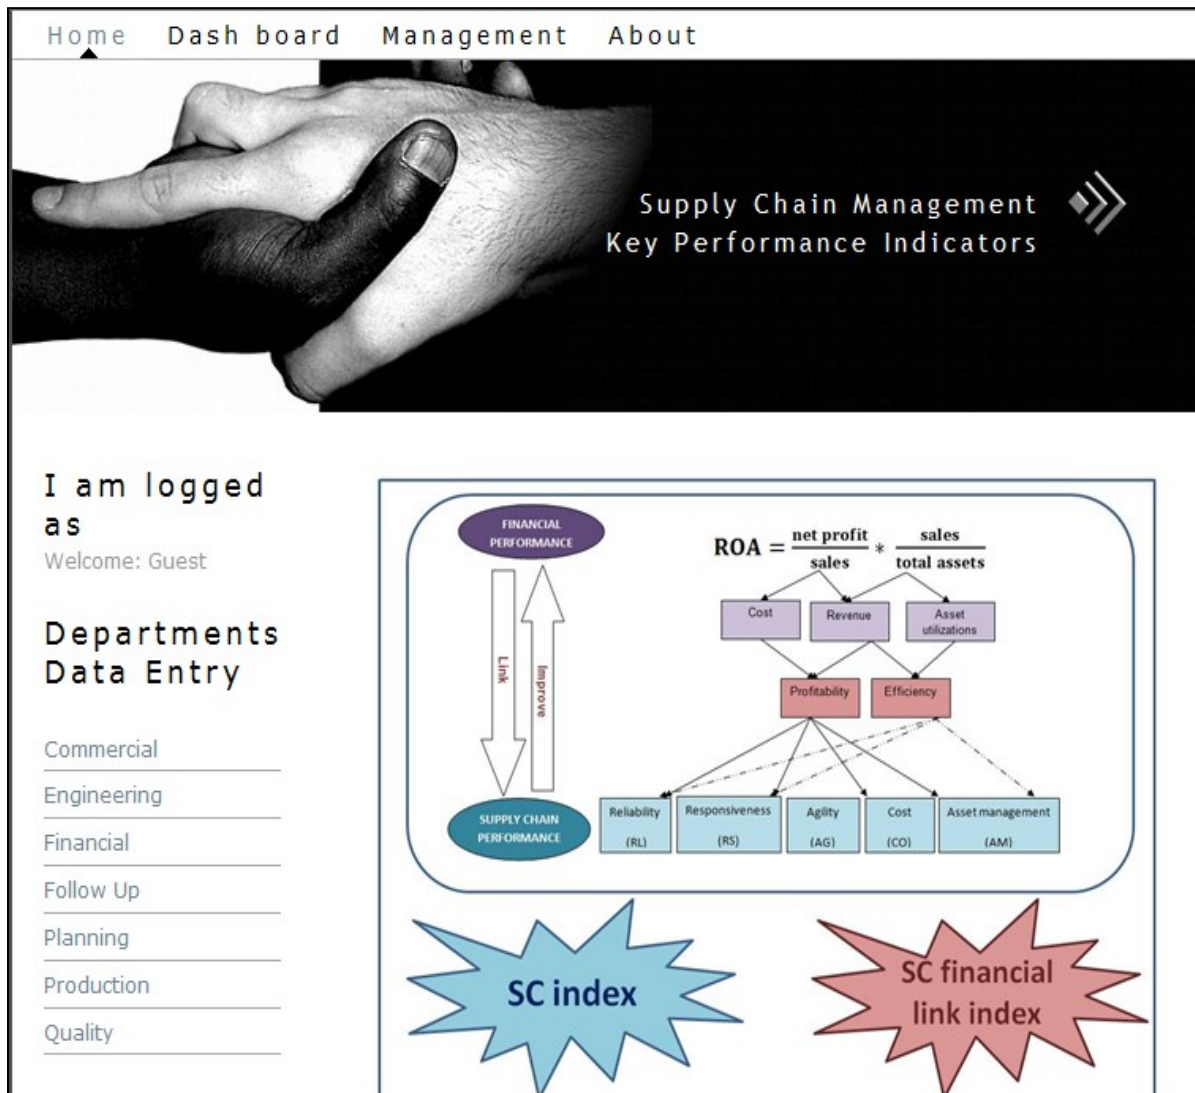 Home Dash board Management About
Supply Chain Management
Key Performance Indicators
I am logged
as
Welcome: Guest
Departments
Data Entry
Commercial
Engineering
Financial
Follow Up
Planning
Production
Quality
FINANCIAL
PERFORMANCE
ROA = net profit / sales * sales / total assets
Cost
Revenue
Asset
utilizations
Link
Improve
Profitability
Efficiency
SUPPLY CHAIN
PERFORMANCE
Reliability
(RL)
Responsiveness
(RS)
Agility
(AG)
Cost
(CO)
Asset management
(AM)
SC index
SC financial
link index